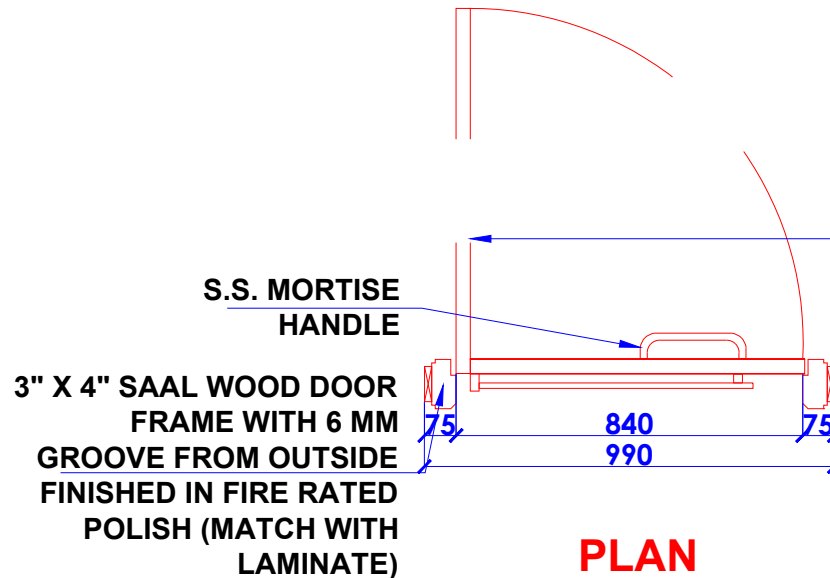 S.S. MORTISE
HANDLE
3" X 4" SAAL WOOD DOOR
FRAME WITH 6 MM
GROOVE FROM OUTSIDE
FINISHED IN FIRE RATED
POLISH (MATCH WITH
LAMINATE)
75 840 75
990
PLAN